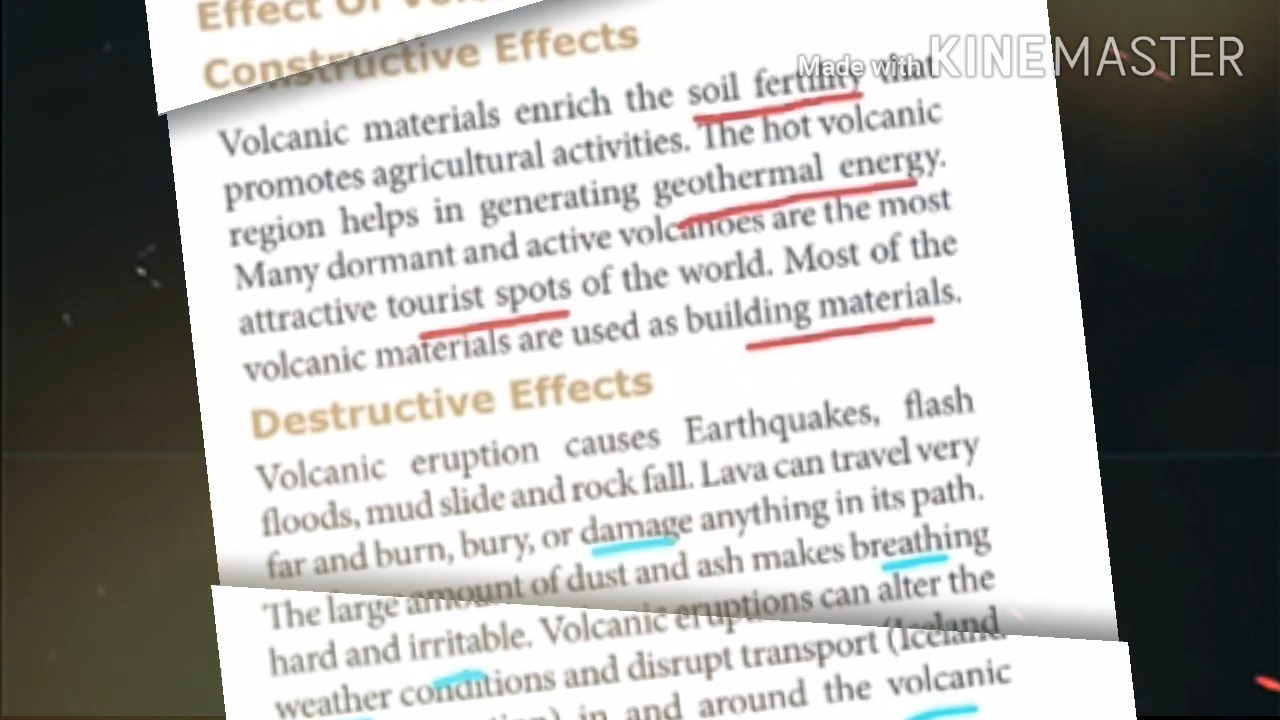 Effect Of
Constructive Effects
Made with KINEMASTER
Volcanic materials enrich the soil fertility that
promotes agricultural activities. The hot volcanic
region helps in generating geothermal energy.
Many dormant and active volcanoes are the most
attractive tourist spots of the world. Most of the
volcanic materials are used as building materials.
Destructive Effects
Volcanic eruption causes Earthquakes, flash
floods, mud slide and rock fall. Lava can travel very
far and burn, bury, or damage anything in its path.
The large amount of dust and ash makes breathing
hard and irritable. Volcanic eruptions can alter the
weather conditions and disrupt transport (Iceland
in and around the volcanic